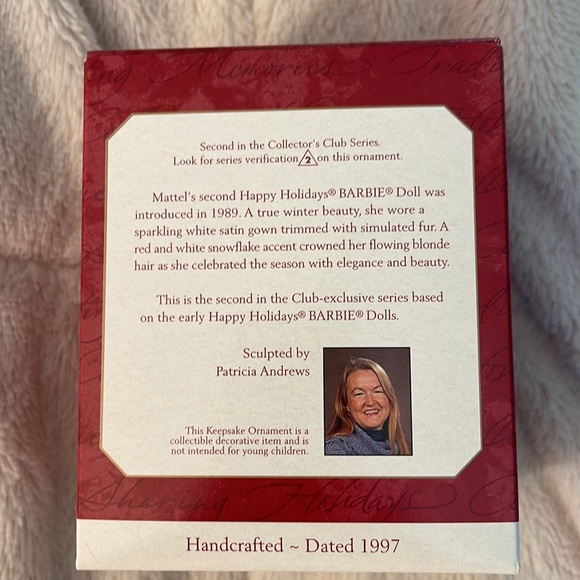 Memories Tradi
Second in the Collector's Club Series.
Look for series verification 2 on this ornament.
Mattel's second Happy Holidays® BARBIE® Doll was
introduced in 1989. A true winter beauty, she wore a
sparkling white satin gown trimmed with simulated fur. A
red and white snowflake accent crowned her flowing blonde
hair as she celebrated the season with elegance and beauty.
This is the second in the Club-exclusive series based
on the early Happy Holidays® BARBIE® Dolls.
Sculpted by
Patricia Andrews
This Keepsake Ornament is a
collectible decorative item and is
not intended for young children.
Sharing Holidays
Handcrafted ~ Dated 1997